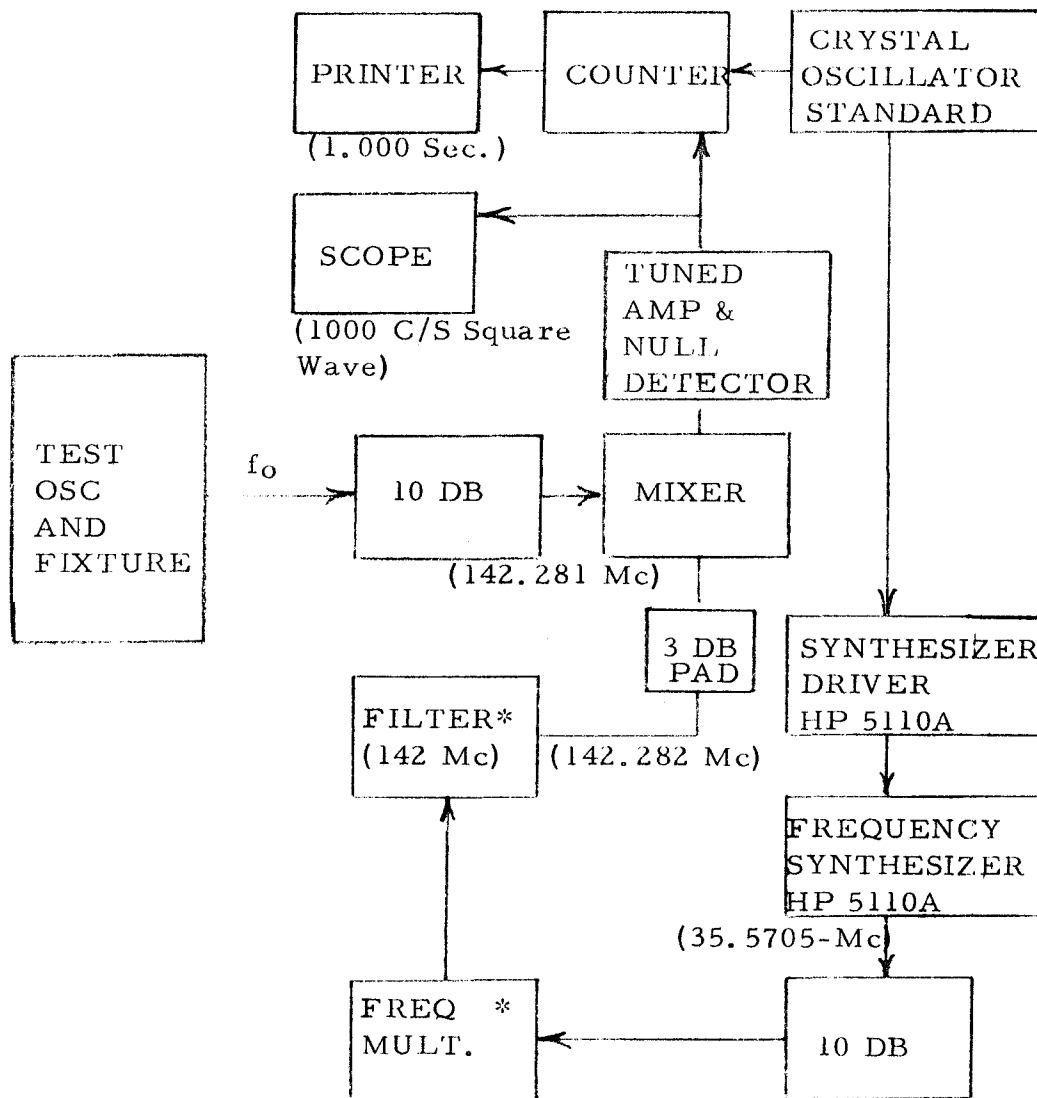 PRINTER
(1.000 Sec.)
COUNTER
CRYSTAL
OSCILLATOR
STANDARD
SCOPE
(1000 C/S Square
Wave)
TUNED
AMP &
NULL
DETECTOR
TEST
OSC
AND
FIXTURE
fo
10 DB
(142.281 Mc)
MIXER
3 DB
PAD
SYNTHESIZER
DRIVER
HP 5110A
FILTER*
(142 Mc)
(142.282 Mc)
FREQUENCY
SYNTHESIZER
HP 5110A
(35.5705-Mc)
FREQ *
MULT.
10 DB